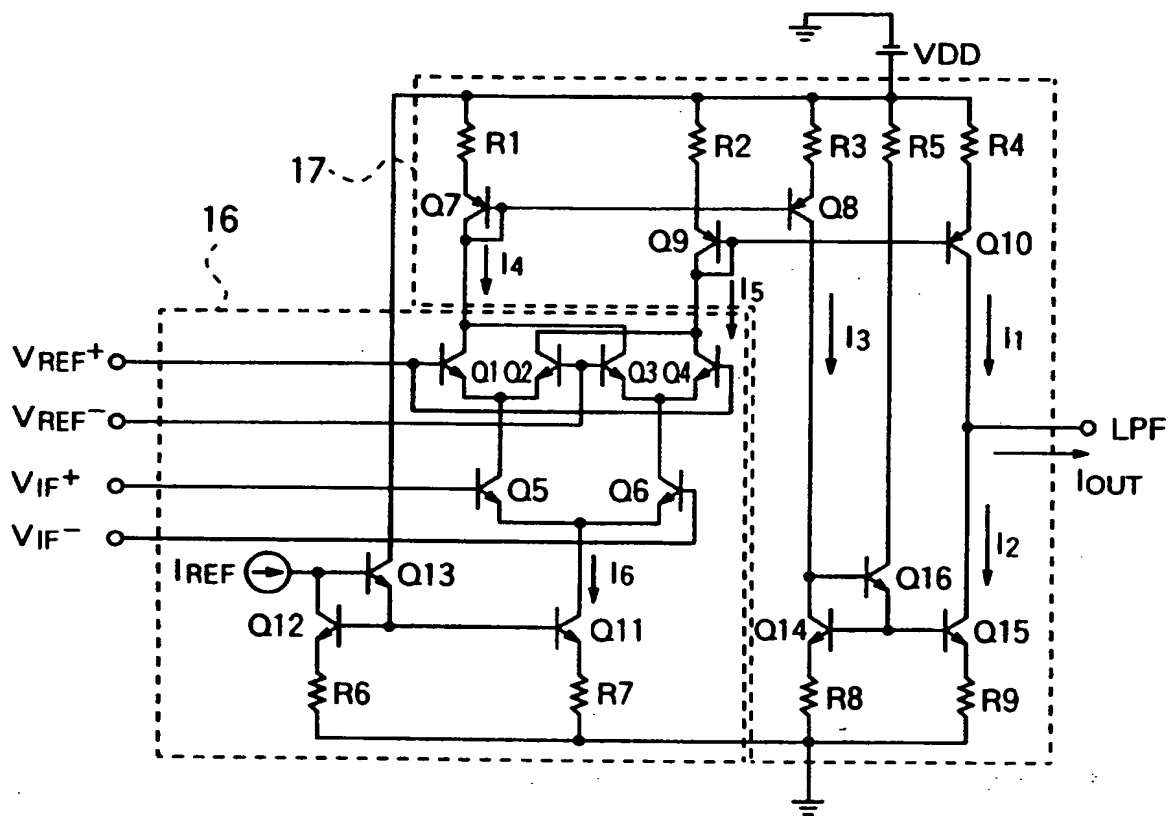 VDD
R1
R2
R3
R5
R4
17
Q7
Q8
16
Q9
Q10
I4
I5
I3
I1
VREF+
Q1
Q2
Q3
Q4
VREF-
LPF
VIF+
Q5
Q6
IOUT
VIF-
I2
IREF
Q13
I6
Q16
Q12
Q11
Q14
Q15
R6
R7
R8
R9